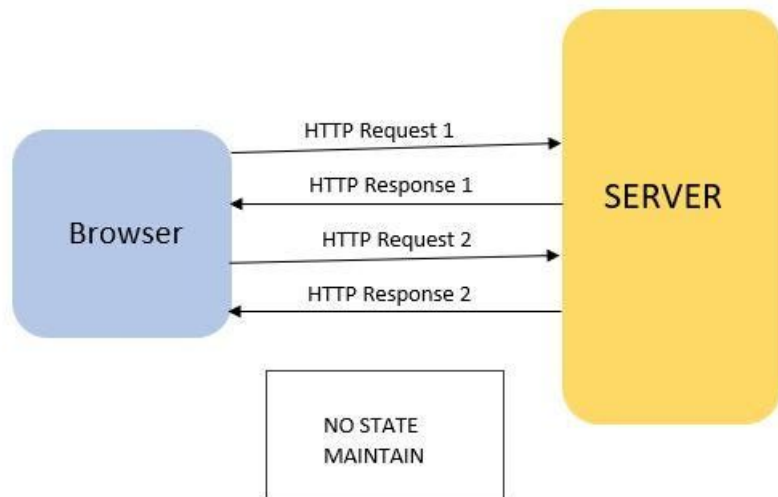 HTTP Request 1
HTTP Response 1
SERVER
Browser
HTTP Request 2
HTTP Response 2
NO STATE
MAINTAIN